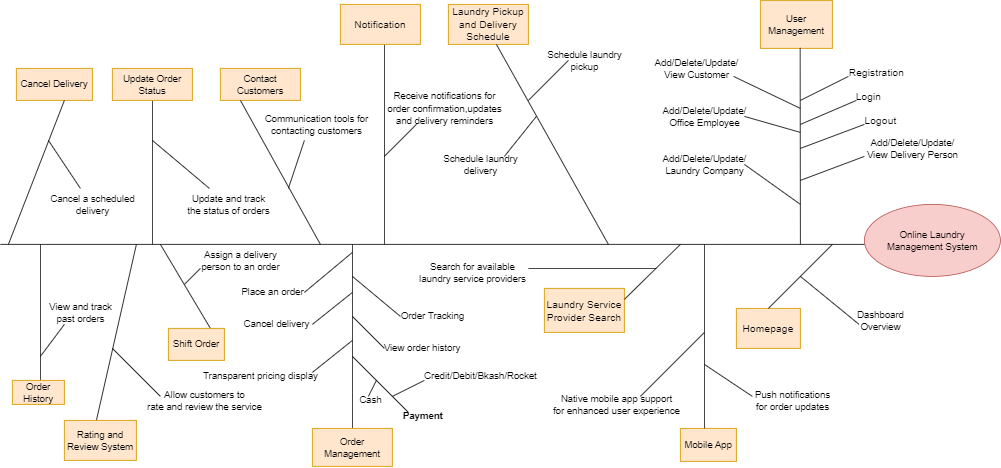 Notification
Laundry Pickup
and Delivery
Schedule
User
Management
Cancel Delivery
Update Order
Status
Contact
Customers
Schedule laundry
pickup
Add/Delete/Update/
View Customer
Registration
Receive notifications for
order confirmation,updates
and delivery reminders
Login
Communication tools for
contacting customers
Add/Delete/Update/
Office Employee
Logout
Schedule laundry
delivery
Add/Delete/Update/
Laundry Company
Add/Delete/Update/
View Delivery Person
Cancel a scheduled
delivery
Update and track
the status of orders
Online Laundry
Management System
Assign a delivery
person to an order
Search for available
laundry service providers
Place an order
View and track
past orders
Order Tracking
Laundry Service
Provider Search
Dashboard
Overview
Cancel delivery
Homepage
Shift Order
View order history
Transparent pricing display
Credit/Debit/Bkash/Rocket
Order
History
Allow customers to
rate and review the service
Cash
Payment
Native mobile app support
for enhanced user experience
Push notifications
for order updates
Rating and
Review System
Order
Management
Mobile App